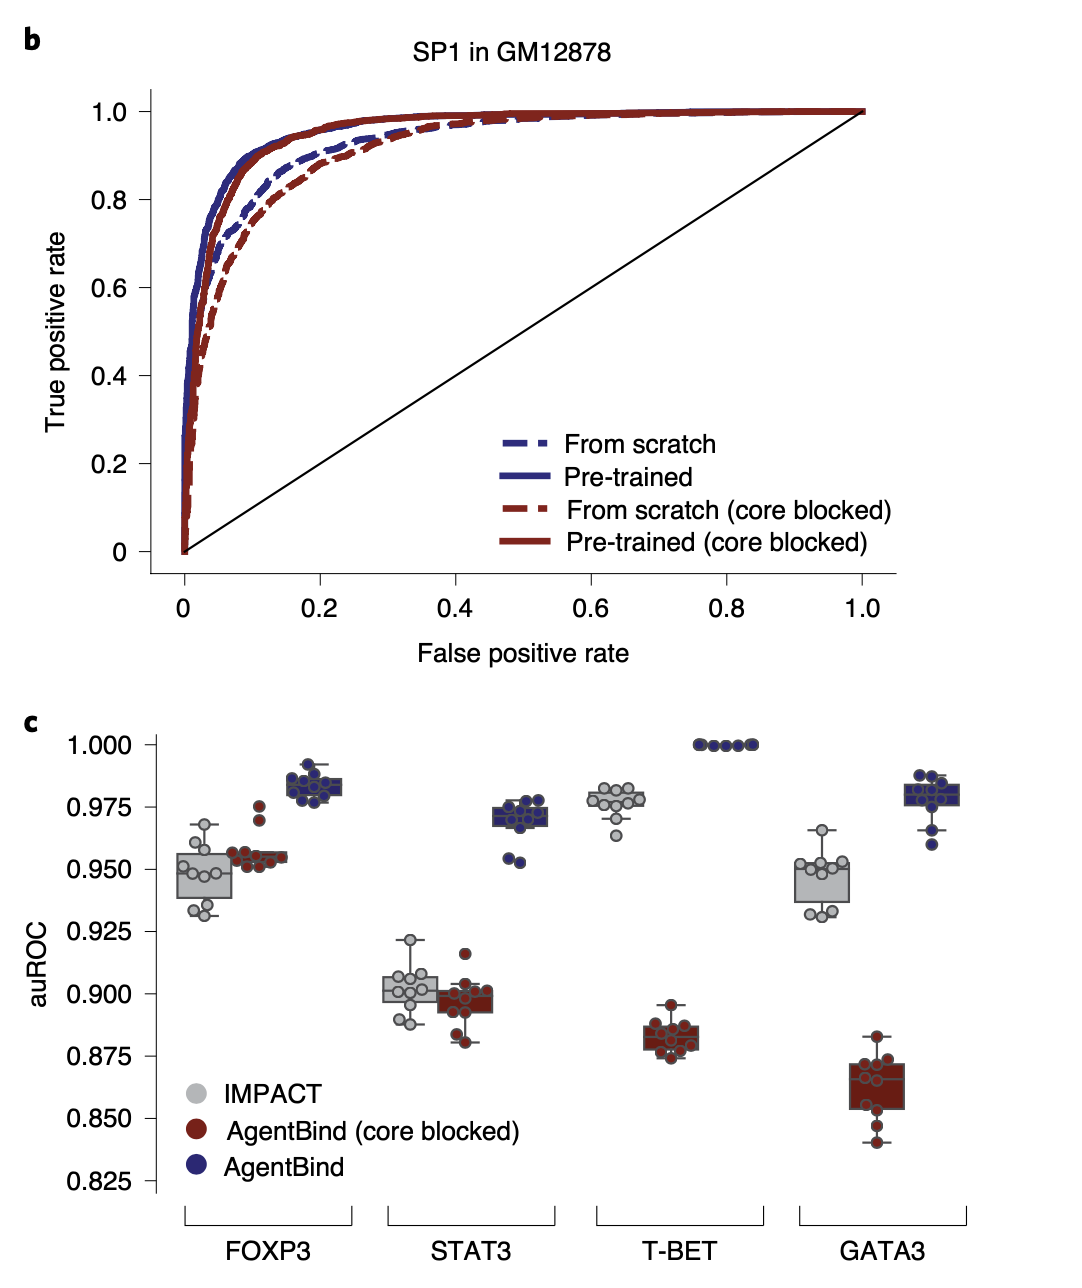 b
SP1 in GM12878
1.0
0.8
0.6
0.4
0.2
0
True positive rate
From scratch
Pre-trained
From scratch (core blocked)
Pre-trained (core blocked)
0 0.2 0.4 0.6 0.8 1.0
False positive rate
c
1.000
0.975
0.950
0.925
0.900
0.875
0.850
0.825
auROC
IMPACT
AgentBind (core blocked)
AgentBind
FOXP3 STAT3 T-BET GATA3